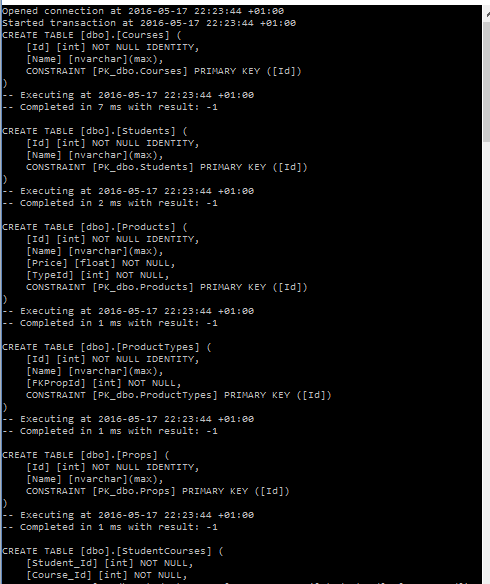 Opened connection at 2016-05-17 22:23:44 +01:00
Started transaction at 2016-05-17 22:23:44 +01:00
CREATE TABLE [dbo].[Courses] (
    [Id] [int] NOT NULL IDENTITY,
    [Name] [nvarchar](max),
    CONSTRAINT [PK_dbo.Courses] PRIMARY KEY ([Id])
)
-- Executing at 2016-05-17 22:23:44 +01:00
-- Completed in 7 ms with result: -1

CREATE TABLE [dbo].[Students] (
    [Id] [int] NOT NULL IDENTITY,
    [Name] [nvarchar](max),
    CONSTRAINT [PK_dbo.Students] PRIMARY KEY ([Id])
)
-- Executing at 2016-05-17 22:23:44 +01:00
-- Completed in 2 ms with result: -1

CREATE TABLE [dbo].[Products] (
    [Id] [int] NOT NULL IDENTITY,
    [Name] [nvarchar](max),
    [Price] [float] NOT NULL,
    [TypeId] [int] NOT NULL,
    CONSTRAINT [PK_dbo.Products] PRIMARY KEY ([Id])
)
-- Executing at 2016-05-17 22:23:44 +01:00
-- Completed in 1 ms with result: -1

CREATE TABLE [dbo].[ProductTypes] (
    [Id] [int] NOT NULL IDENTITY,
    [Name] [nvarchar](max),
    [FKPropId] [int] NOT NULL,
    CONSTRAINT [PK_dbo.ProductTypes] PRIMARY KEY ([Id])
)
-- Executing at 2016-05-17 22:23:44 +01:00
-- Completed in 1 ms with result: -1

CREATE TABLE [dbo].[Props] (
    [Id] [int] NOT NULL IDENTITY,
    [Name] [nvarchar](max),
    CONSTRAINT [PK_dbo.Props] PRIMARY KEY ([Id])
)
-- Executing at 2016-05-17 22:23:44 +01:00
-- Completed in 1 ms with result: -1

CREATE TABLE [dbo].[StudentCourses] (
    [Student_Id] [int] NOT NULL,
    [Course_Id] [int] NOT NULL,